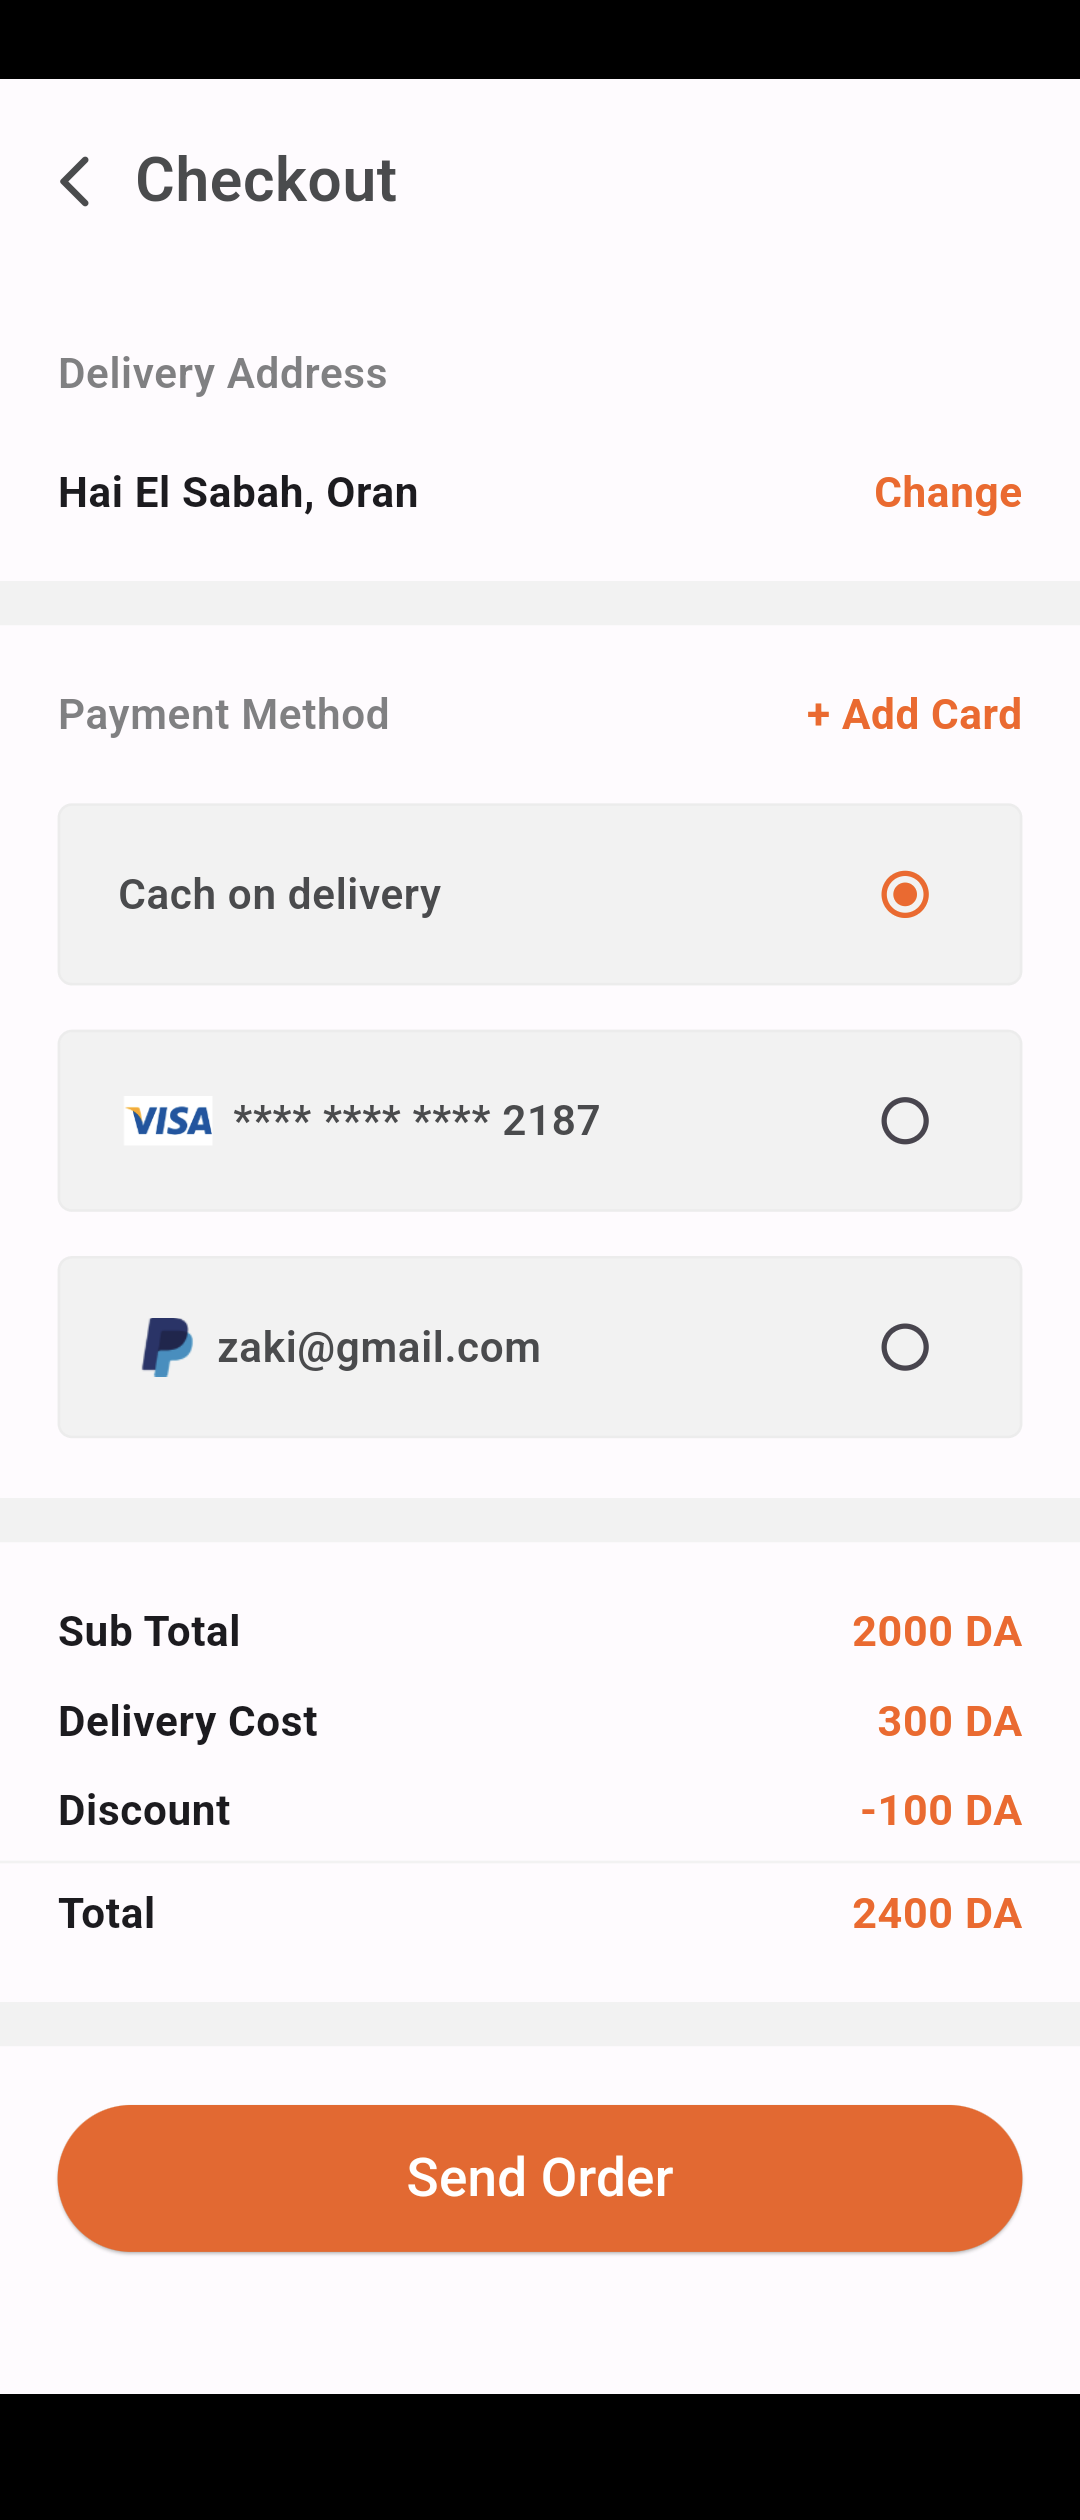 Checkout
Delivery Address
Hai El Sabah, Oran Change
Payment Method + Add Card
Cach on delivery
VISA **** **** **** 2187
zaki@gmail.com
Sub Total 2000 DA
Delivery Cost 300 DA
Discount -100 DA
Total 2400 DA
Send Order